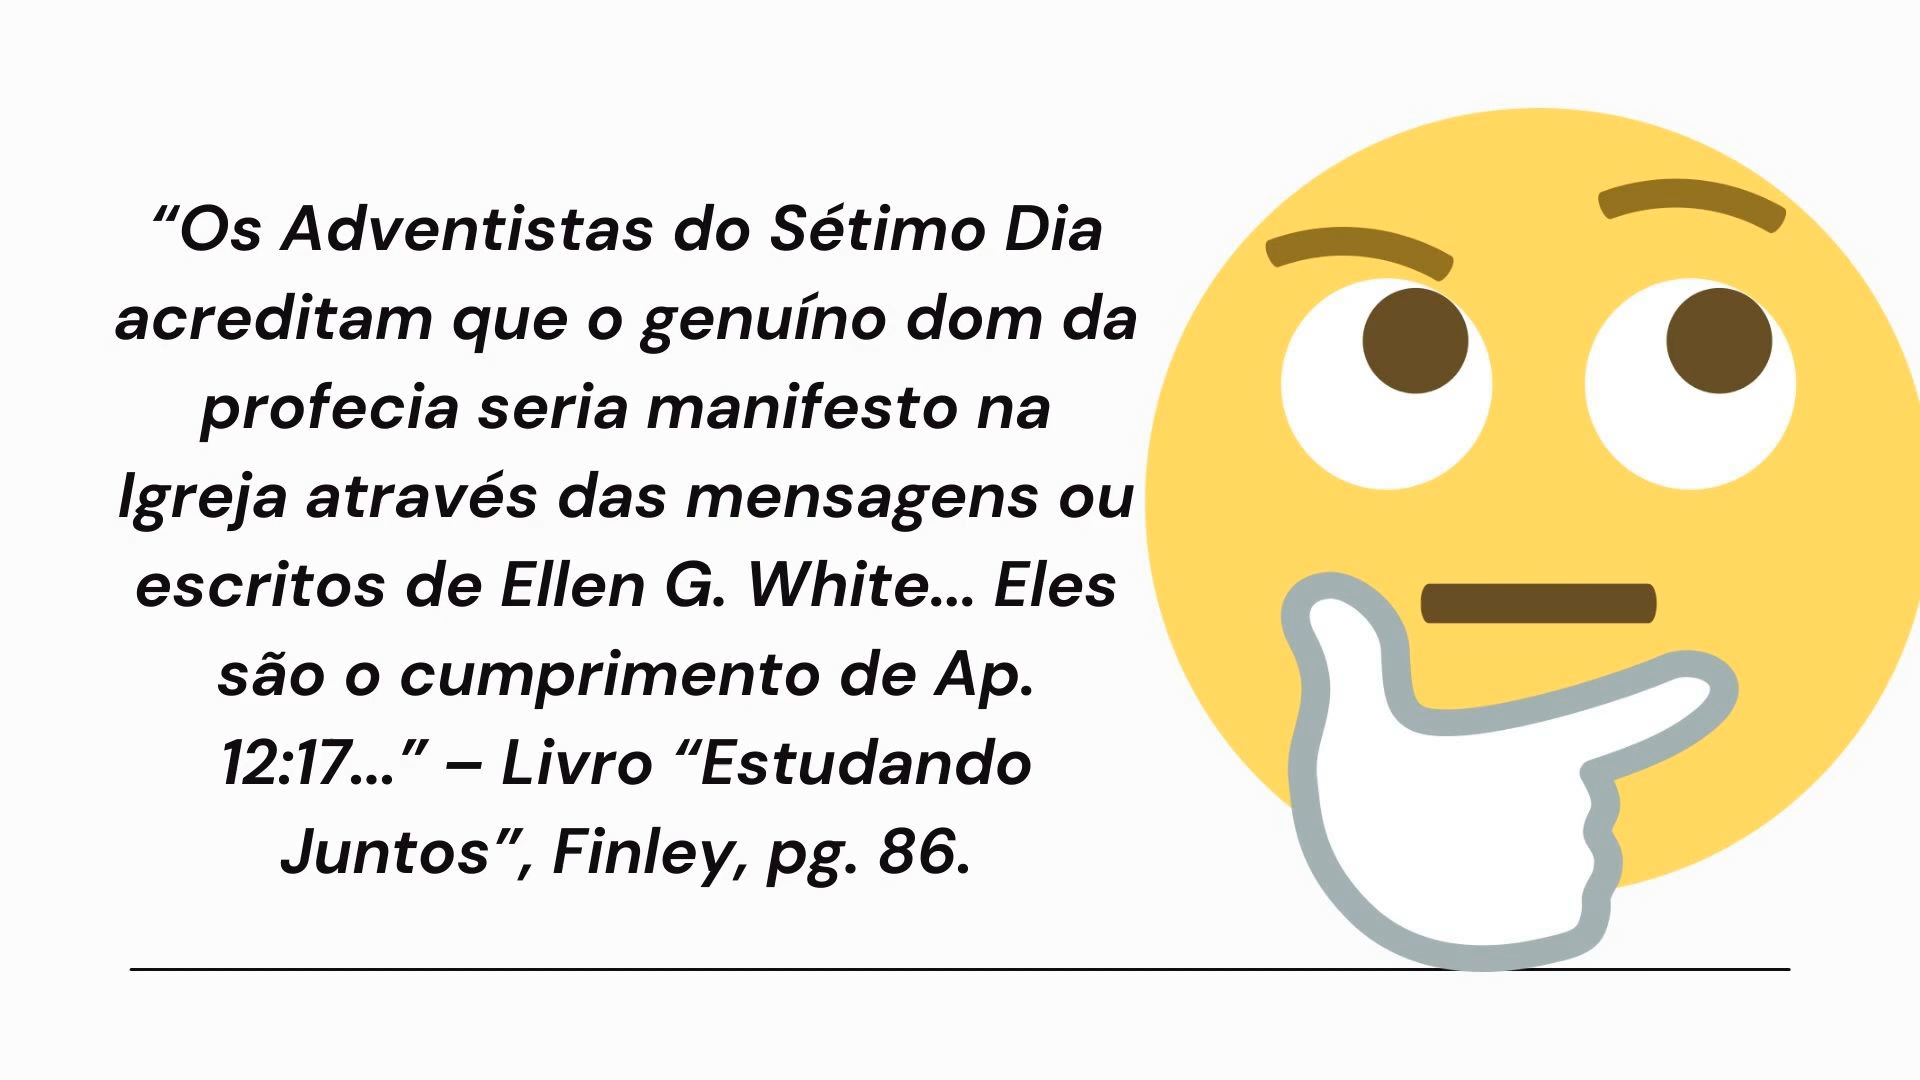 “Os Adventistas do Sétimo Dia
acreditam que o genuíno dom da
profecia seria manifesto na
Igreja através das mensagens ou
escritos de Ellen G. White... Eles
são o cumprimento de Ap.
12:17...” – Livro “Estudando
Juntos”, Finley, pg. 86.